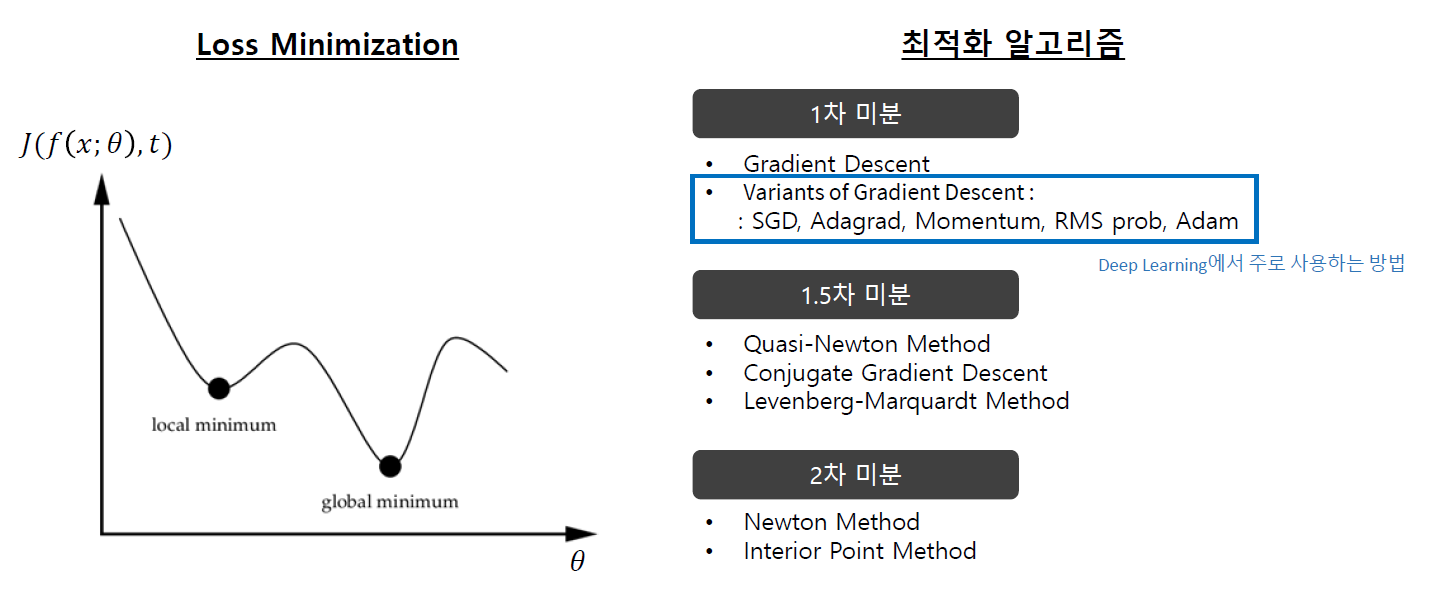 Loss Minimization
J(f(x; θ), t)
local minimum
global minimum
θ
최적화 알고리즘
1차 미분
• Gradient Descent
• Variants of Gradient Descent :
: SGD, Adagrad, Momentum, RMS prob, Adam
Deep Learning에서 주로 사용하는 방법
1.5차 미분
• Quasi-Newton Method
• Conjugate Gradient Descent
• Levenberg-Marquardt Method
2차 미분
• Newton Method
• Interior Point Method